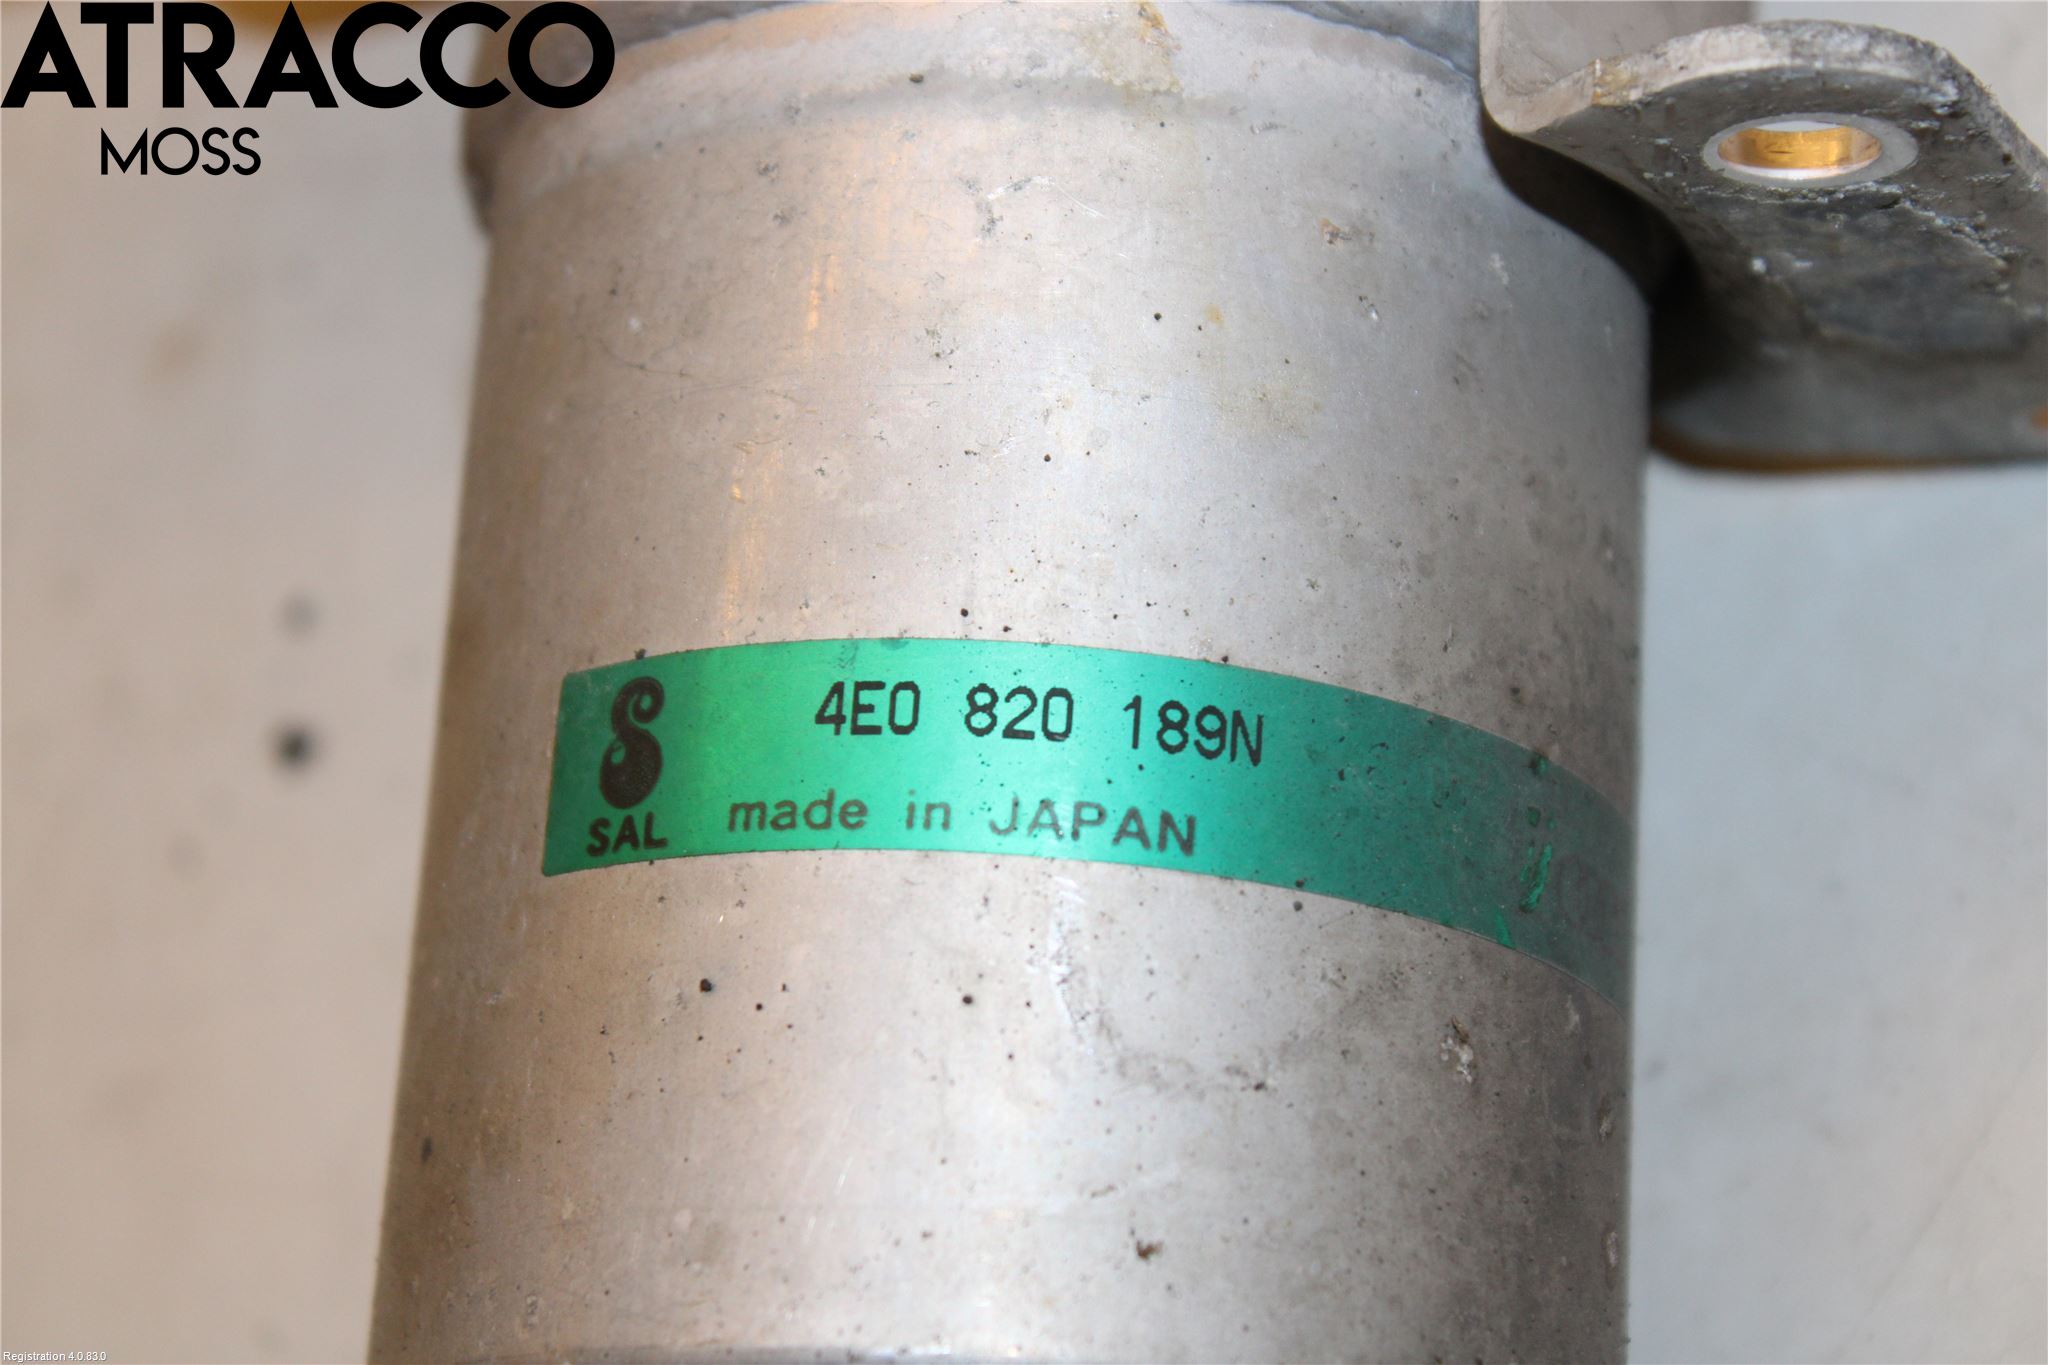 ATRACCO
MOSS
4E0 820 189N
SAL made in JAPAN
Registration 4.0.83.0